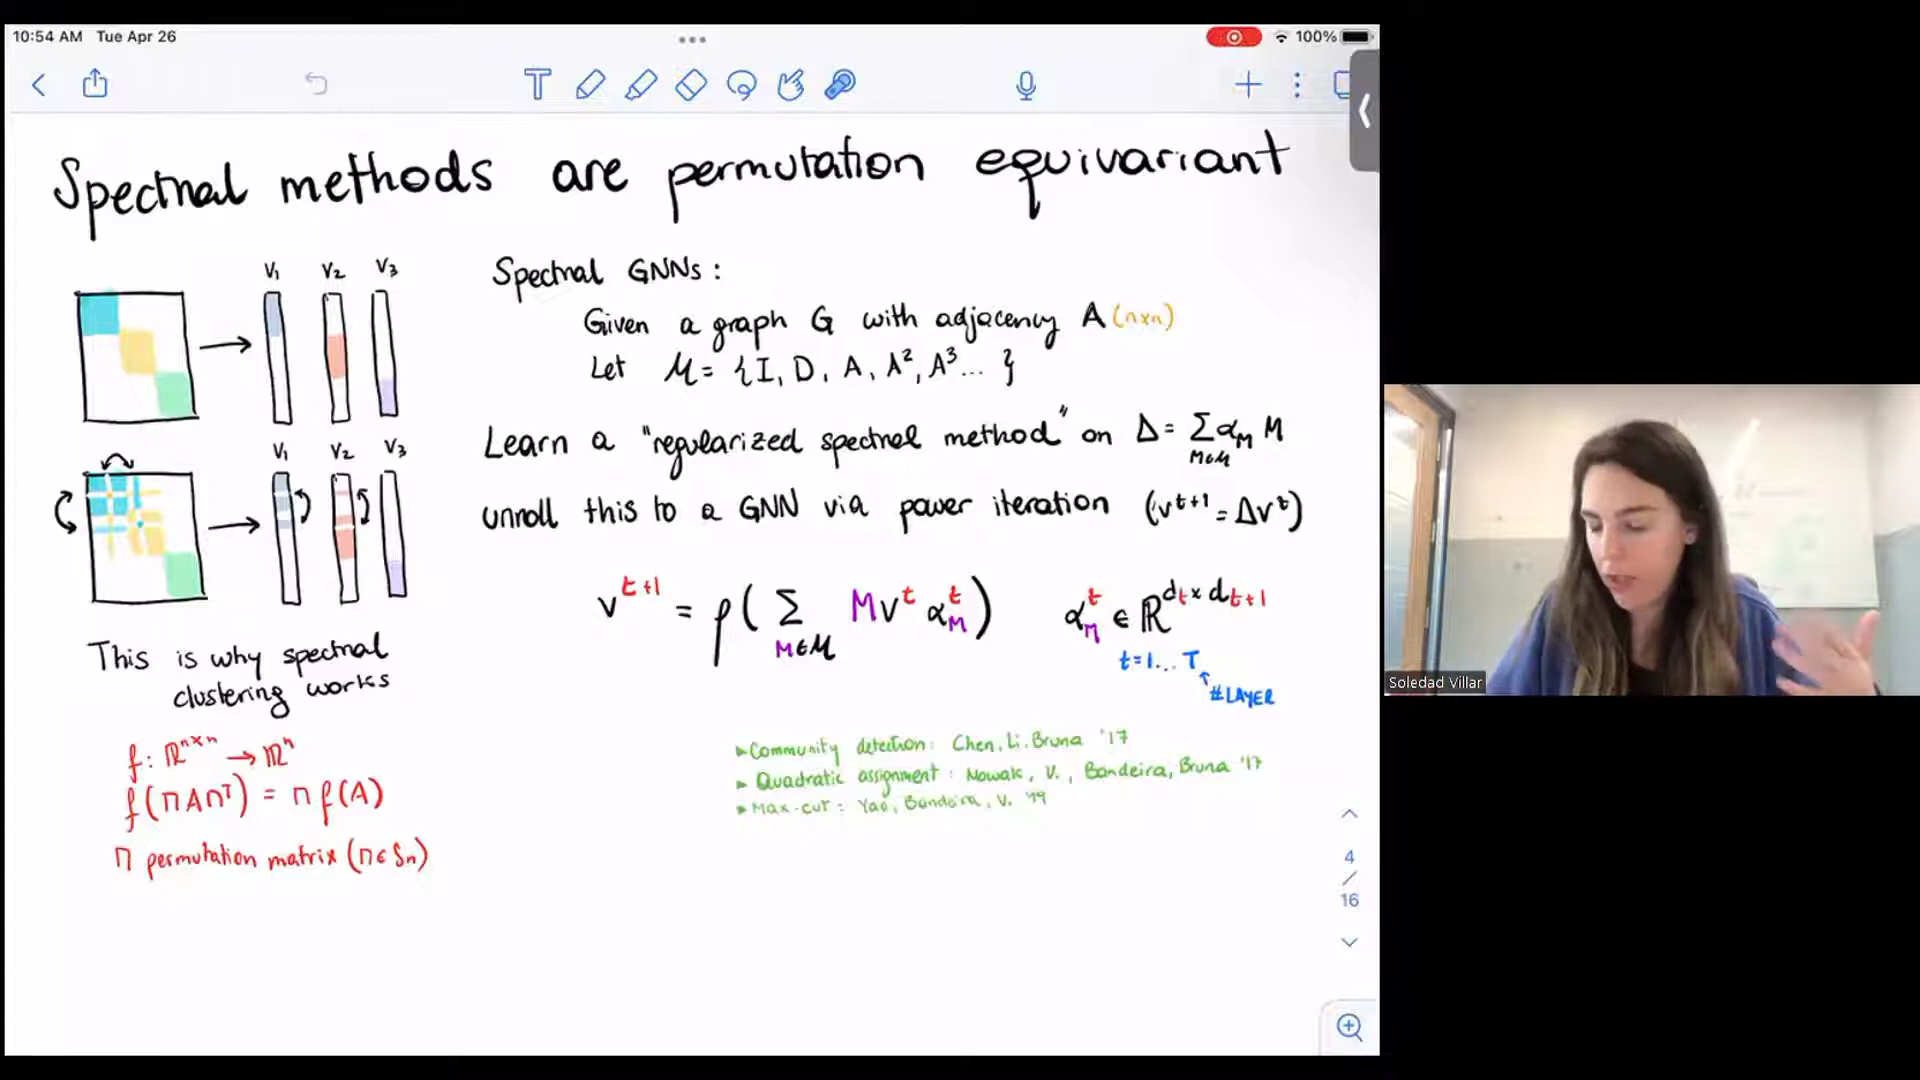 10:54 AM Tue Apr 26
100%
Spectral methods are permutation equivariant
V₁ V₂ V₃
V₁ V₂ V₃
This is why spectral
clustering works
f: ℝⁿˣⁿ → ℝⁿ
f(ΠAΠᵀ) = Π f(A)
Π permutation matrix (Π ∈ Sn)
Spectral GNNs:
Given a graph G with adjacency A (n×n)
Let M = {I, D, A, A², A³... }
Learn a "regularized spectral method" on Δ = Σ_{M∈M} α_M M
unroll this to a GNN via power iteration (v^{t+1} = Δv^t)
v^{t+1} = ρ( Σ_{M∈M} M v^t α_M^t ) α_M^t ∈ ℝ^{d_t × d_{t+1}}
t=1... T
#LAYER
▸ Community detection: Chen, Li, Bruna '17
▸ Quadratic assignment: Nowak, V., Bandeira, Bruna '17
▸ Max-cut: Yao, Bandeira, V. '19
4
/
16
Soledad Villar